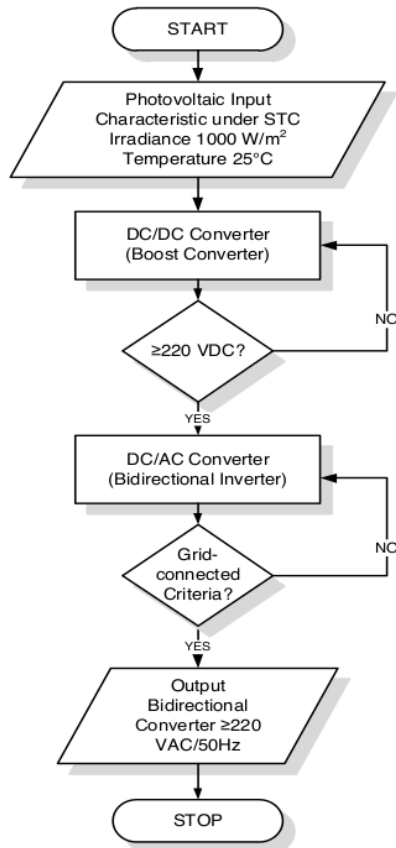 START
Photovoltaic Input
Characteristic under STC
Irradiance 1000 W/m²
Temperature 25°C
DC/DC Converter
(Boost Converter)
NO
≥220 VDC?
YES
DC/AC Converter
(Bidirectional Inverter)
NO
Grid-
connected
Criteria?
YES
Output
Bidirectional
Converter ≥220
VAC/50Hz
STOP